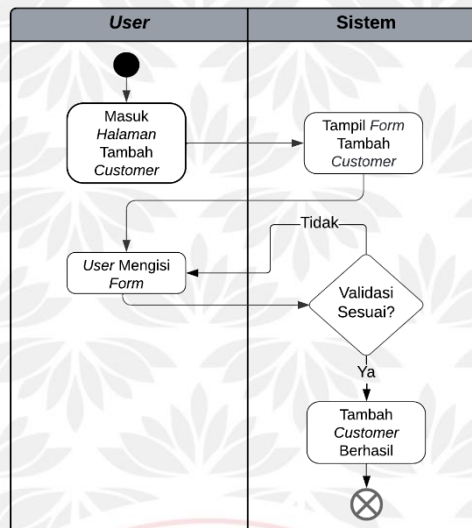 User
Sistem
Masuk
Halaman
Tambah
Customer
Tampil Form
Tambah
Customer
Tidak
User Mengisi
Form
Validasi
Sesuai?
Ya
Tambah
Customer
Berhasil